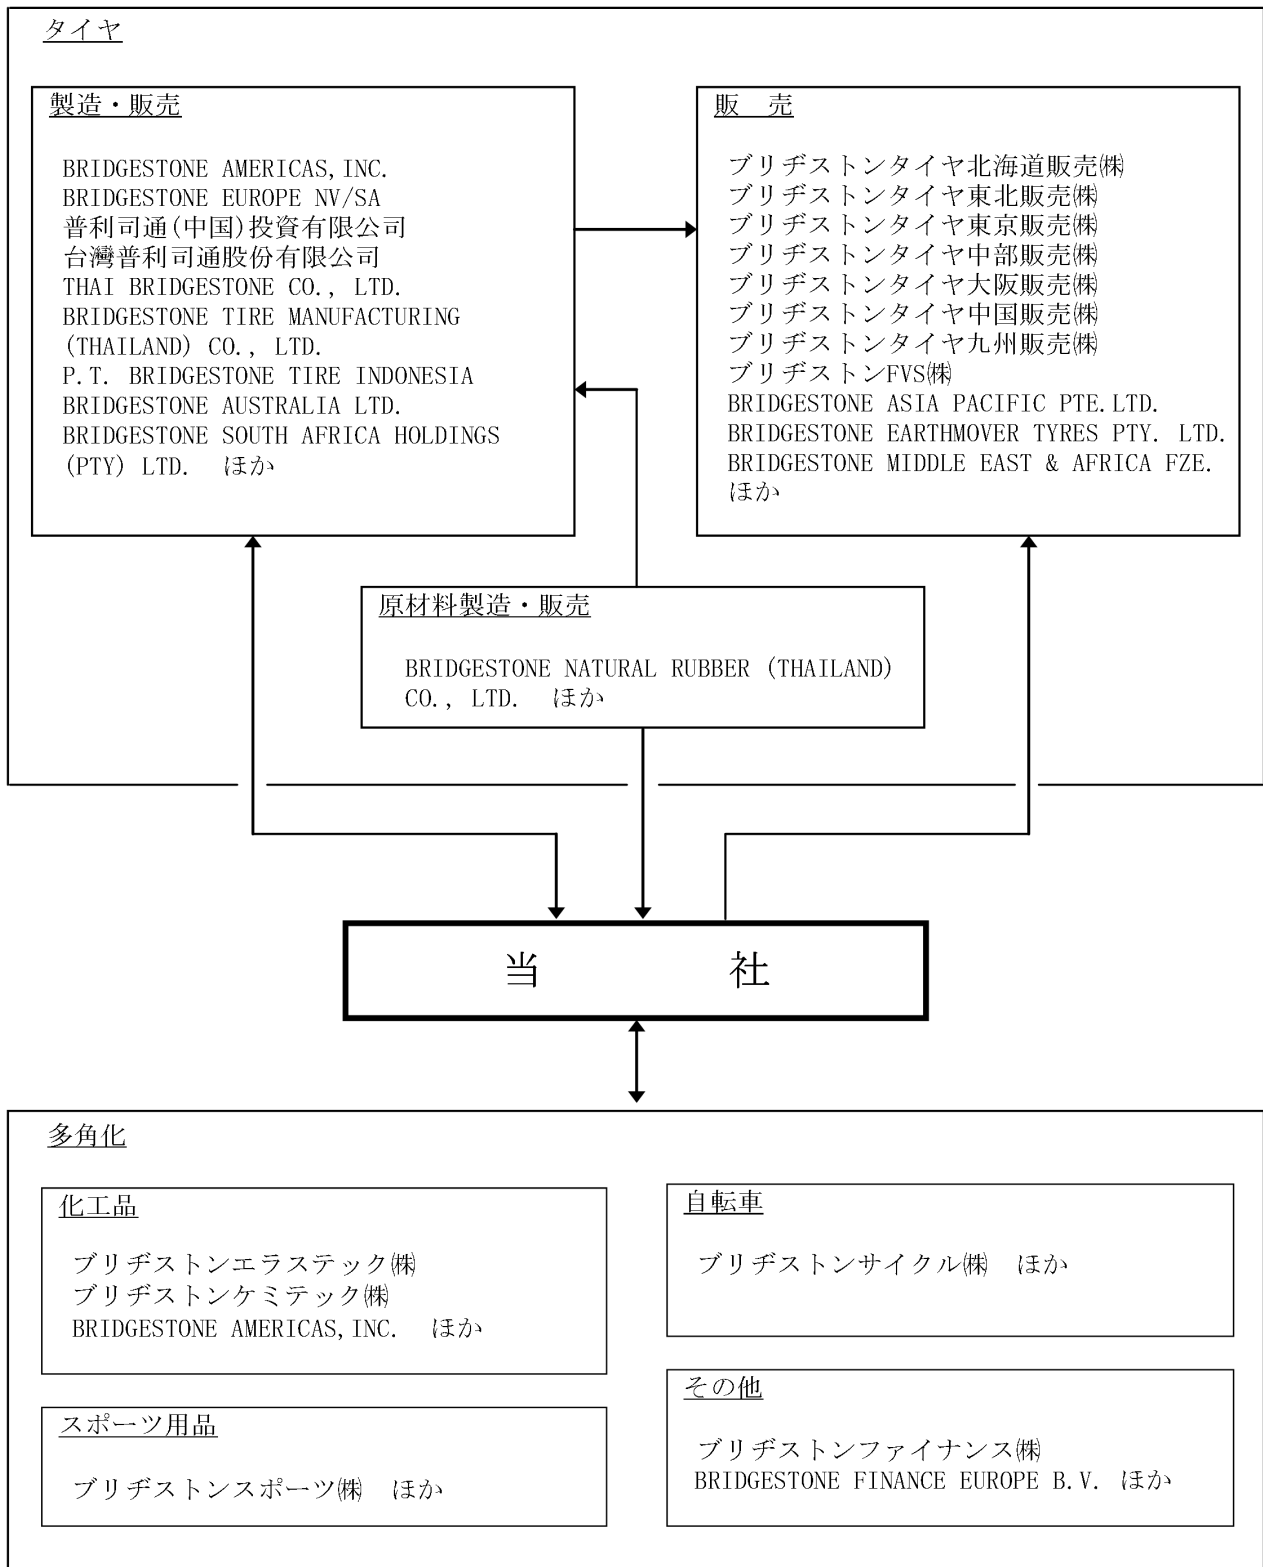 タイヤ
製造・販売
BRIDGESTONE AMERICAS,INC.
BRIDGESTONE EUROPE NV/SA
普利司通(中国)投資有限公司
台灣普利司通股份有限公司
THAI BRIDGESTONE CO., LTD.
BRIDGESTONE TIRE MANUFACTURING
(THAILAND) CO., LTD.
P.T. BRIDGESTONE TIRE INDONESIA
BRIDGESTONE AUSTRALIA LTD.
BRIDGESTONE SOUTH AFRICA HOLDINGS
(PTY) LTD. ほか
販 売
ブリヂストンタイヤ北海道販売㈱
ブリヂストンタイヤ東北販売㈱
ブリヂストンタイヤ東京販売㈱
ブリヂストンタイヤ中部販売㈱
ブリヂストンタイヤ大阪販売㈱
ブリヂストンタイヤ中国販売㈱
ブリヂストンタイヤ九州販売㈱
ブリヂストンFVS㈱
BRIDGESTONE ASIA PACIFIC PTE.LTD.
BRIDGESTONE EARTHMOVER TYRES PTY. LTD.
BRIDGESTONE MIDDLE EAST & AFRICA FZE.
ほか
原材料製造・販売
BRIDGESTONE NATURAL RUBBER (THAILAND)
CO., LTD. ほか
当 社
多角化
化工品
ブリヂストンエラステック㈱
ブリヂストンケミテック㈱
BRIDGESTONE AMERICAS,INC. ほか
自転車
ブリヂストンサイクル㈱ ほか
スポーツ用品
ブリヂストンスポーツ㈱ ほか
その他
ブリヂストンファイナンス㈱
BRIDGESTONE FINANCE EUROPE B.V. ほか